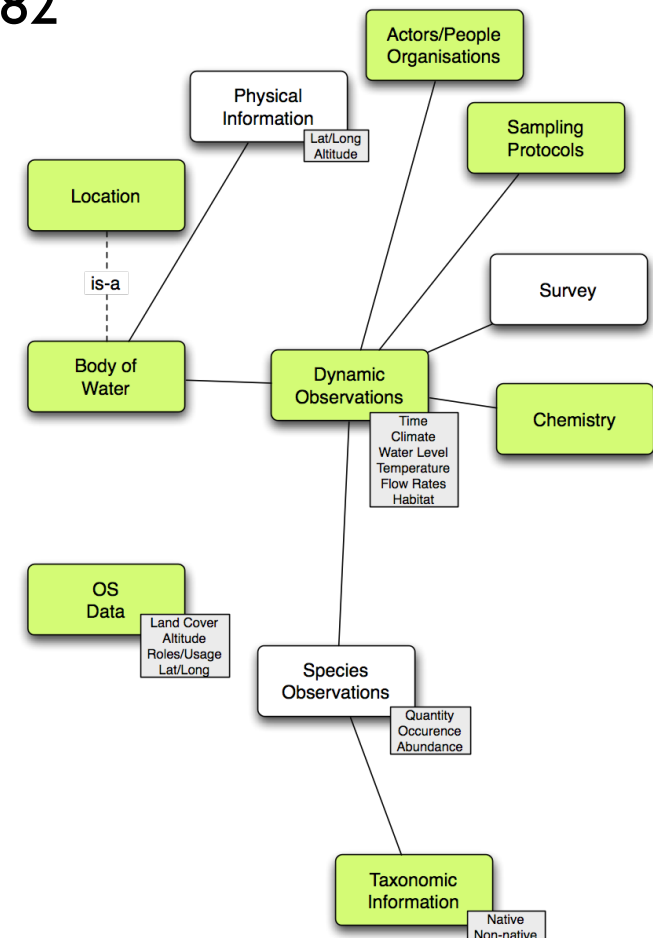 82
Actors/People
Organisations
Physical
Information
Lat/Long
Altitude
Sampling
Protocols
Location
is-a
Survey
Body of
Water
Dynamic
Observations
Time
Climate
Water Level
Temperature
Flow Rates
Habitat
Chemistry
OS
Data
Land Cover
Altitude
Roles/Usage
Lat/Long
Species
Observations
Quantity
Occurence
Abundance
Taxonomic
Information
Native
Non-native